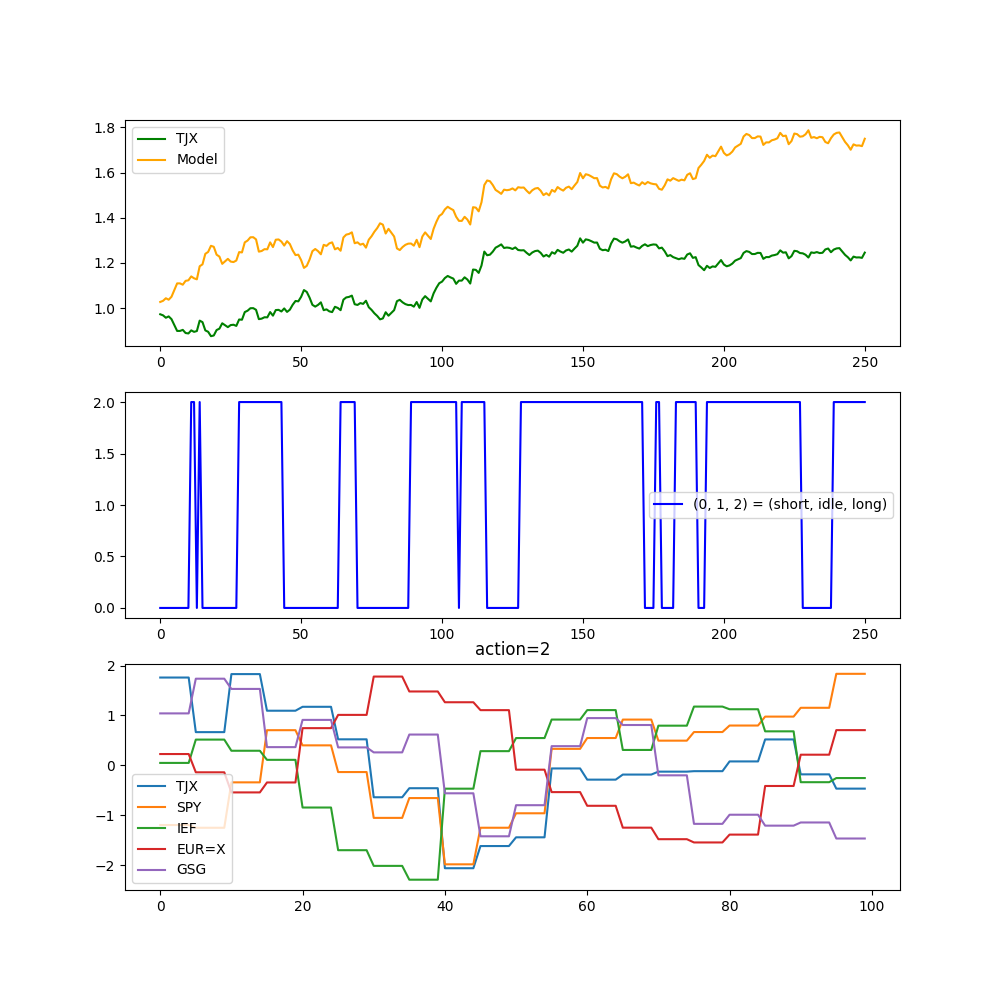 1.8
1.6
1.4
1.2
1.0
TJX
Model
0 50 100 150 200 250
2.0
1.5
1.0
0.5
0.0
(0, 1, 2) = (short, idle, long)
0 50 100 150 200 250
action=2
2
1
0
−1
−2
TJX
SPY
IEF
EUR=X
GSG
0 20 40 60 80 100